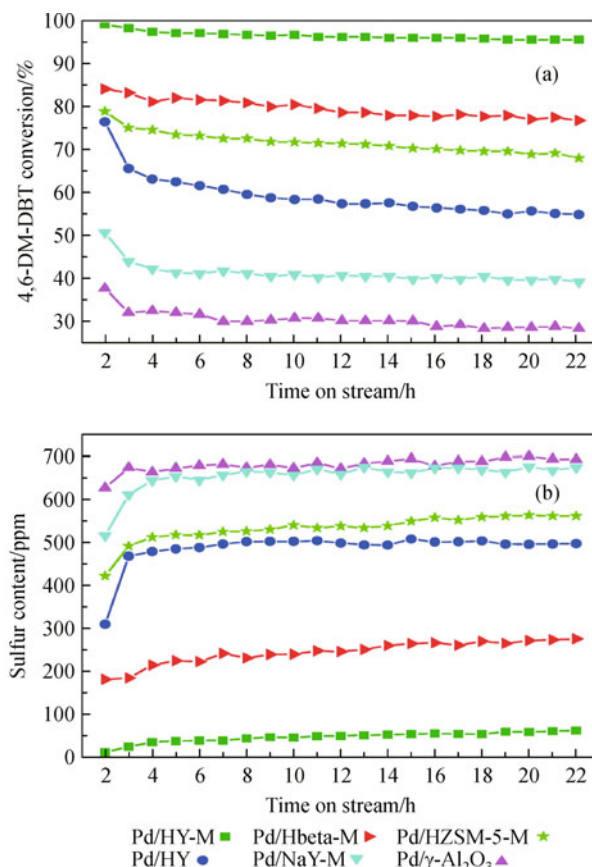 100
90
80
70
60
50
40
30
4,6-DM-DBT conversion/%
(a)
2 4 6 8 10 12 14 16 18 20 22
Time on stream/h
700
600
500
400
300
200
100
0
Sulfur content/ppm
(b)
2 4 6 8 10 12 14 16 18 20 22
Time on stream/h
Pd/HY-M Pd/Hbeta-M Pd/HZSM-5-M
Pd/HY Pd/NaY-M Pd/γ-Al₂O₃